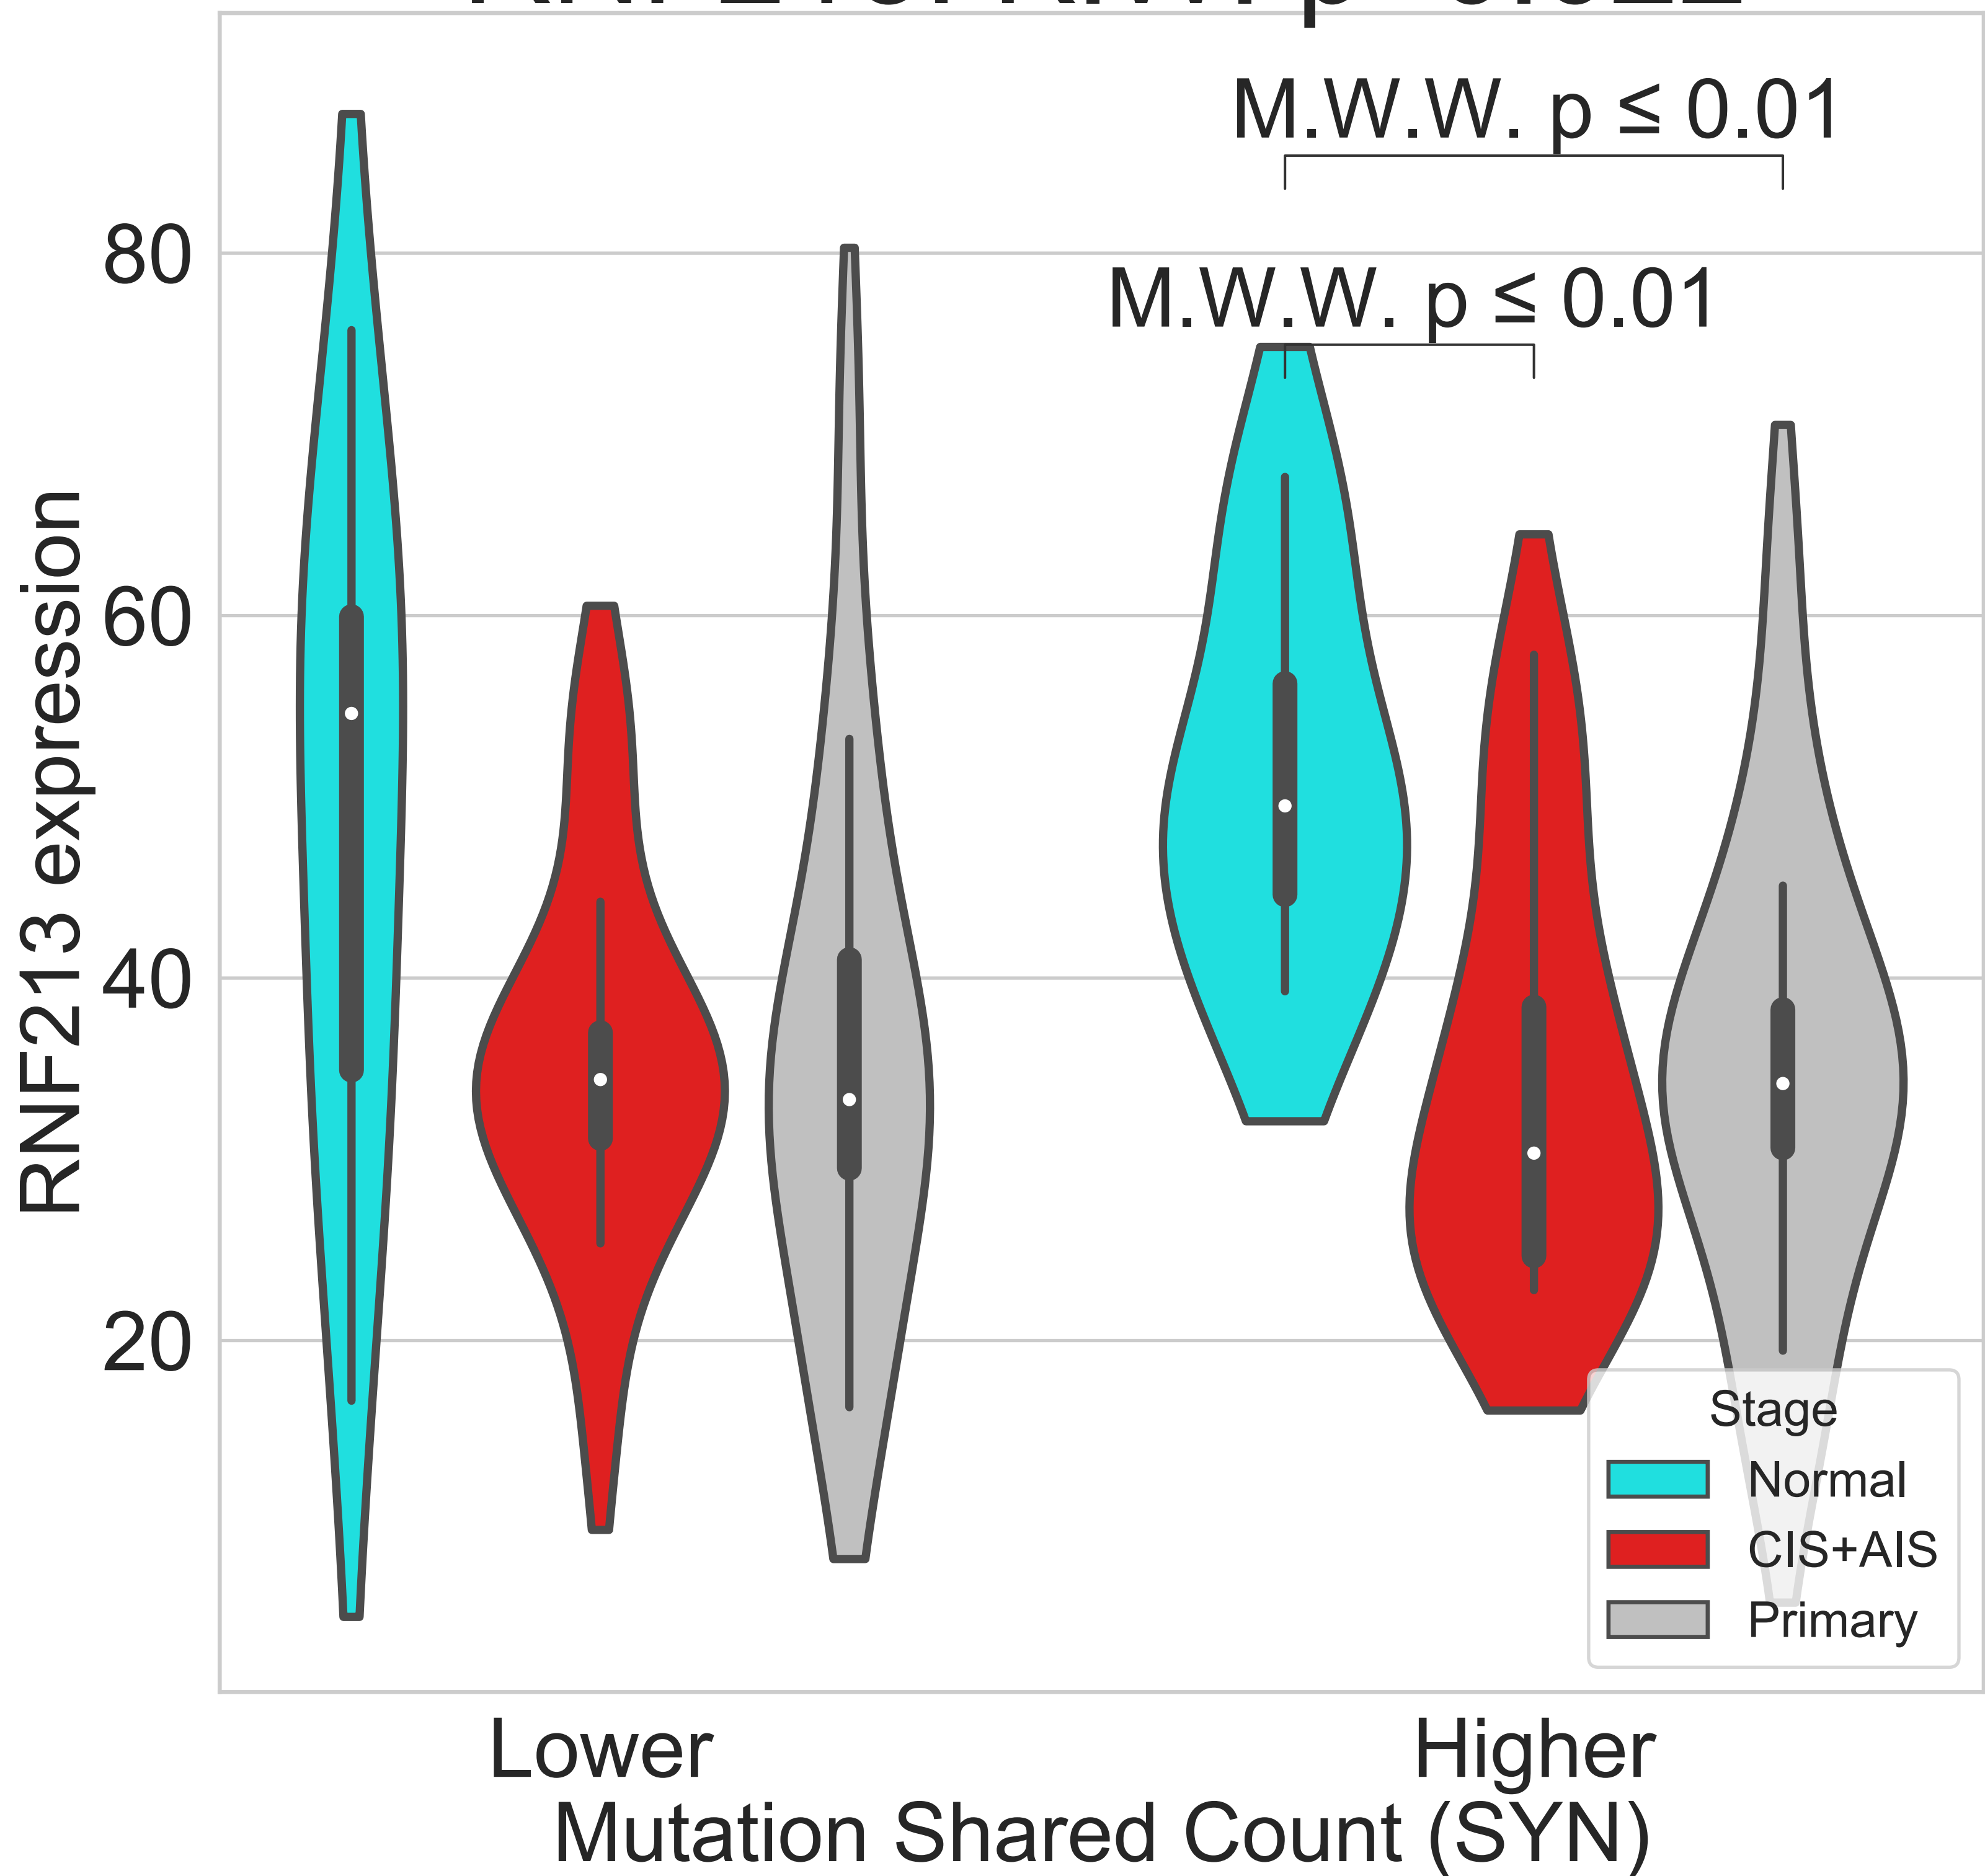 M.W.W. p ≤ 0.01
80
M.W.W. p ≤ 0.01
60
RNF213 expression
40
20
Stage
Normal
CIS+AIS
Primary
Lower
Higher
Mutation Shared Count (SYN)